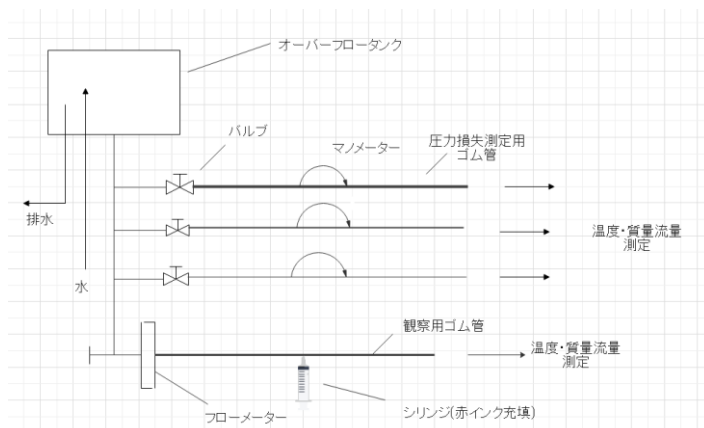 オーバーフロータンク
バルブ
マノメーター
圧力損失測定用
ゴム管
排水
温度・質量流量
測定
水
観察用ゴム管
温度・質量流量
測定
フローメーター
シリンジ(赤インク充填)